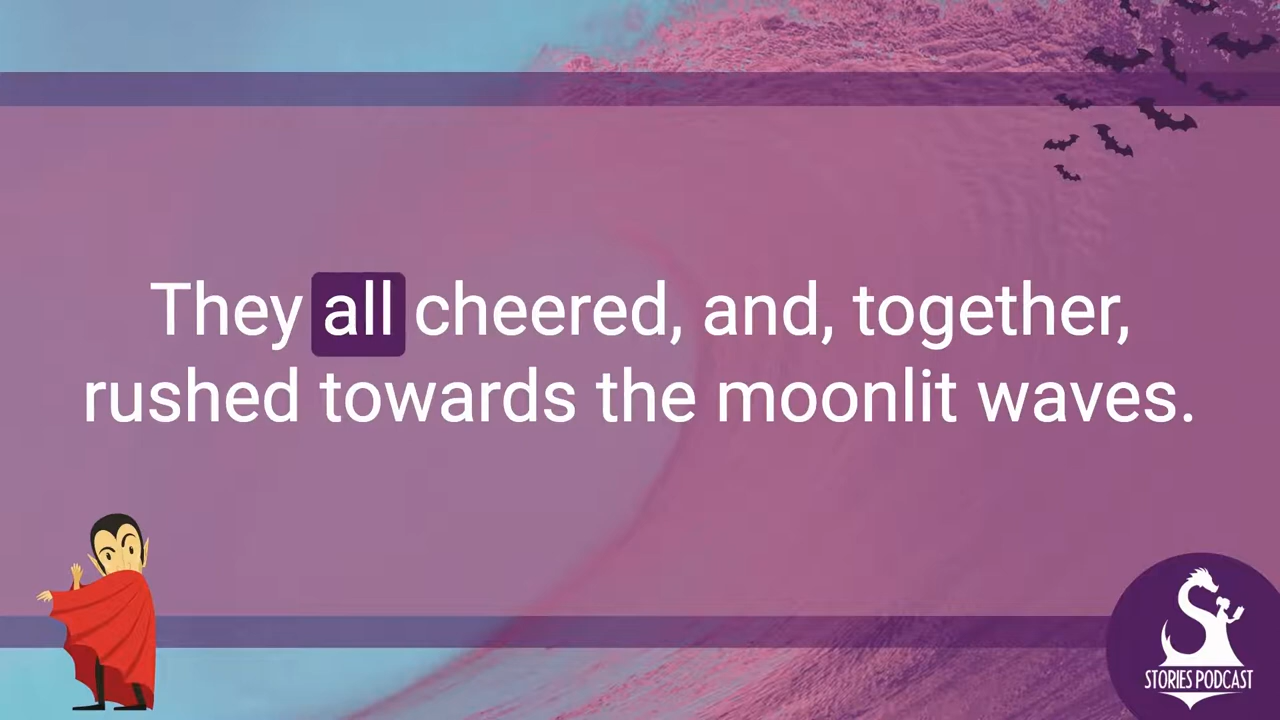 They all cheered, and, together,
rushed towards the moonlit waves.
STORIES PODCAST